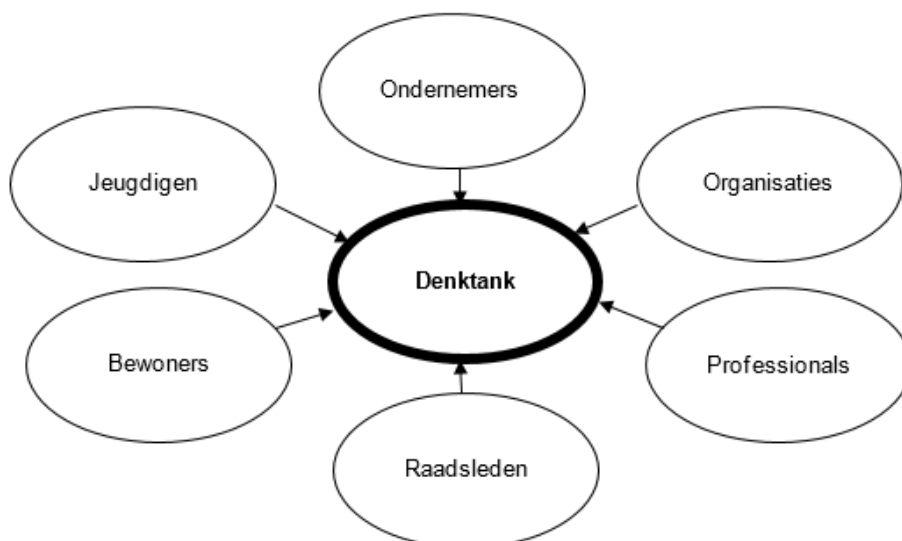 Ondernemers
Jeugdigen
Organisaties
Denktank
Bewoners
Professionals
Raadsleden